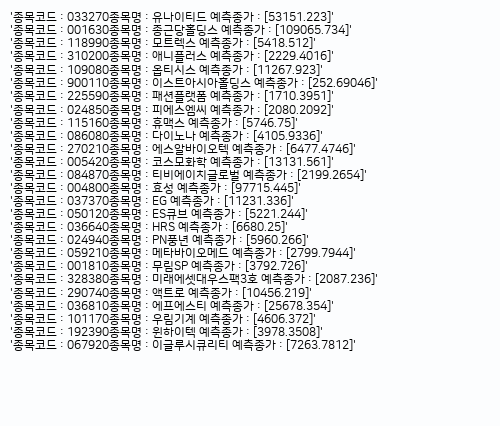 '종목코드 : 033270종목명 : 유나이티드 예측종가 : [53151.223]'
'종목코드 : 001630종목명 : 종근당홀딩스 예측종가 : [109065.734]'
'종목코드 : 118990종목명 : 모트렉스 예측종가 : [5418.512]'
'종목코드 : 310200종목명 : 애니플러스 예측종가 : [2229.4016]'
'종목코드 : 109080종목명 : 옵티시스 예측종가 : [11267.923]'
'종목코드 : 900110종목명 : 이스트아시아홀딩스 예측종가 : [252.69046]'
'종목코드 : 225590종목명 : 패션플랫폼 예측종가 : [1710.3951]'
'종목코드 : 024850종목명 : 피에스엠씨 예측종가 : [2080.2092]'
'종목코드 : 115160종목명 : 휴맥스 예측종가 : [5746.75]'
'종목코드 : 086080종목명 : 다이노나 예측종가 : [4105.9336]'
'종목코드 : 270210종목명 : 에스알바이오텍 예측종가 : [6477.4746]'
'종목코드 : 005420종목명 : 코스모화학 예측종가 : [13131.561]'
'종목코드 : 084870종목명 : 티비에이치글로벌 예측종가 : [2199.2654]'
'종목코드 : 004800종목명 : 효성 예측종가 : [97715.445]'
'종목코드 : 037370종목명 : EG 예측종가 : [11231.336]'
'종목코드 : 050120종목명 : ES큐브 예측종가 : [5221.244]'
'종목코드 : 036640종목명 : HRS 예측종가 : [6680.25]'
'종목코드 : 024940종목명 : PN풍년 예측종가 : [5960.266]'
'종목코드 : 059210종목명 : 메타바이오메드 예측종가 : [2799.7944]'
'종목코드 : 001810종목명 : 무림SP 예측종가 : [3792.726]'
'종목코드 : 328380종목명 : 미래에셋대우스팩3호 예측종가 : [2087.236]'
'종목코드 : 290740종목명 : 액트로 예측종가 : [10456.219]'
'종목코드 : 036810종목명 : 에프에스티 예측종가 : [25678.354]'
'종목코드 : 101170종목명 : 우림기계 예측종가 : [4606.372]'
'종목코드 : 192390종목명 : 윈하이텍 예측종가 : [3978.3508]'
'종목코드 : 067920종목명 : 이글루시큐리티 예측종가 : [7263.7812]'